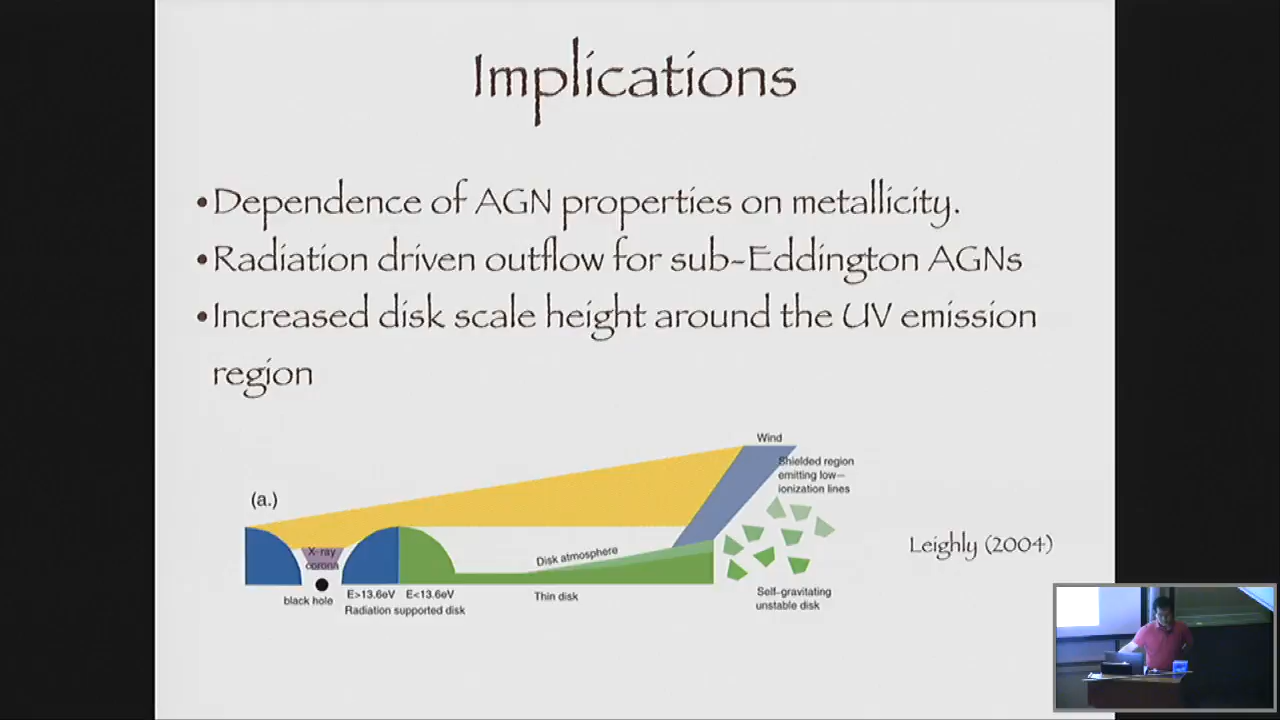 Implications
•Dependence of AGN properties on metallicity.
•Radiation driven outflow for sub-Eddington AGNs
•Increased disk scale height around the UV emission
region
Wind
Shielded region
emitting low–
ionization lines
(a.)
X-ray
corona
Disk atmosphere
Leighly (2004)
black hole
E>13.6eV
E<13.6eV
Radiation supported disk
Thin disk
Self-gravitating
unstable disk